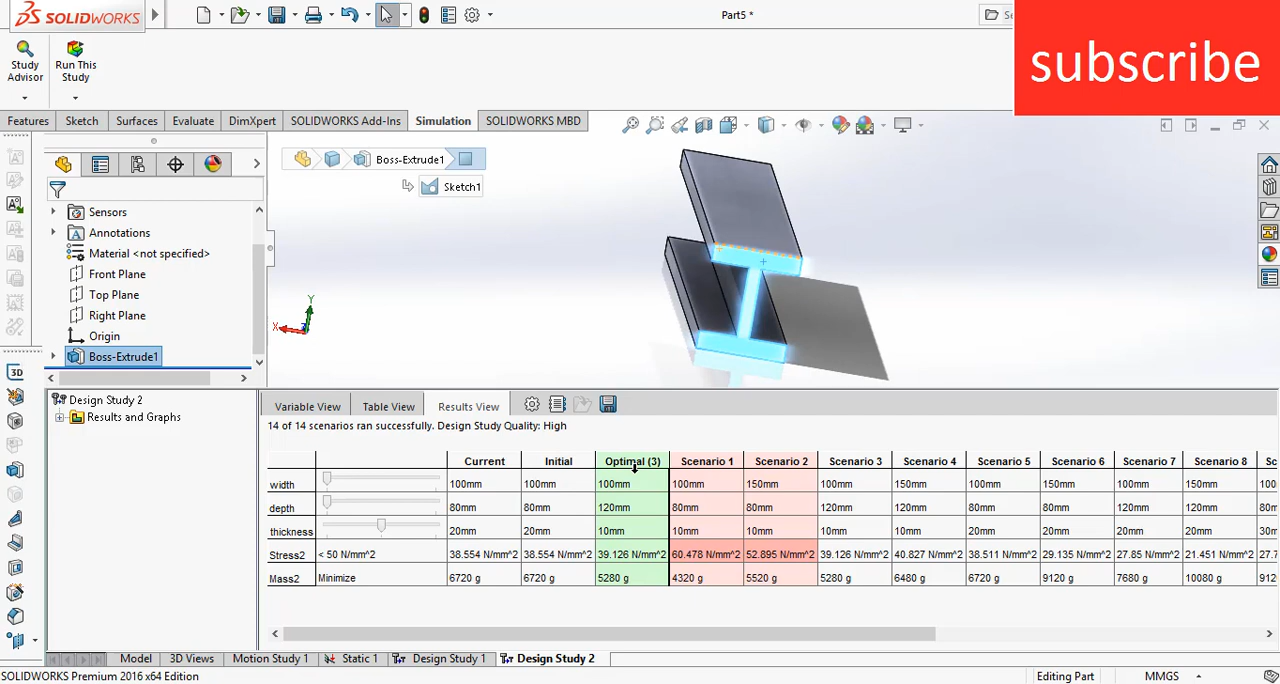 SOLIDWORKS
Part5 *
Se
subscribe
Study Advisor
Run This Study
Features
Sketch
Surfaces
Evaluate
DimXpert
SOLIDWORKS Add-Ins
Simulation
SOLIDWORKS MBD
Boss-Extrude1
Sketch1
Sensors
Annotations
Material <not specified>
Front Plane
Top Plane
Right Plane
Origin
Boss-Extrude1
Y
X
3D
Design Study 2
Results and Graphs
Variable View
Table View
Results View
14 of 14 scenarios ran successfully. Design Study Quality: High
Current Initial Optimal (3) Scenario 1 Scenario 2 Scenario 3 Scenario 4 Scenario 5 Scenario 6 Scenario 7 Scenario 8 Sc
width 100mm 100mm 100mm 100mm 150mm 100mm 150mm 100mm 150mm 100mm 150mm 100
depth 80mm 80mm 120mm 80mm 80mm 120mm 120mm 80mm 80mm 120mm 120mm 80m
thickness 20mm 20mm 10mm 10mm 10mm 10mm 10mm 20mm 20mm 20mm 20mm 30m
Stress2 < 50 N/mm^2 38.554 N/mm^2 38.554 N/mm^2 39.126 N/mm^2 60.478 N/mm^2 52.895 N/mm^2 39.126 N/mm^2 40.827 N/mm^2 38.511 N/mm^2 29.135 N/mm^2 27.85 N/mm^2 21.451 N/mm^2 27.7
Mass2 Minimize 6720 g 6720 g 5280 g 4320 g 5520 g 5280 g 6480 g 6720 g 9120 g 7680 g 10080 g 9120
Model
3D Views
Motion Study 1
Static 1
Design Study 1
Design Study 2
SOLIDWORKS Premium 2016 x64 Edition
Editing Part
MMGS